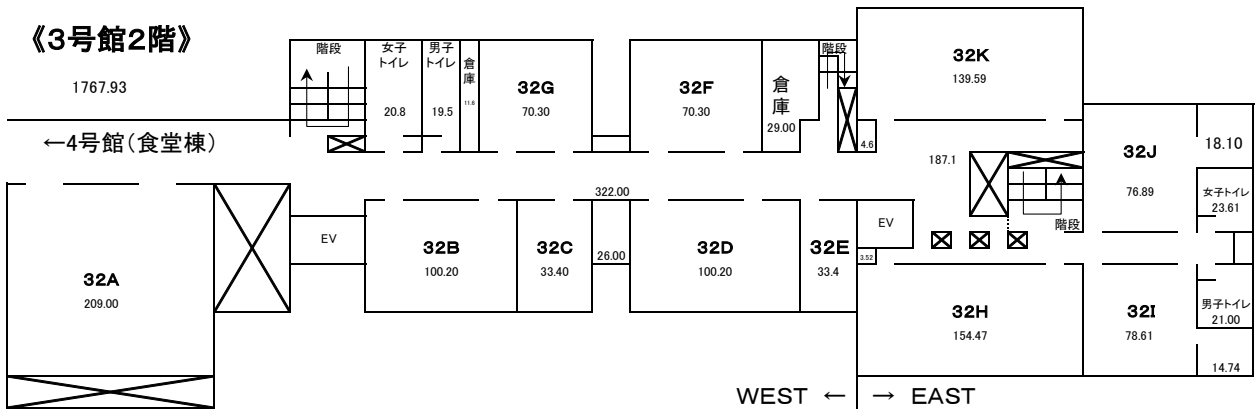 《3号館2階》
1767.93
←4号館(食堂棟)
階段
女子
トイレ
20.8
男子
トイレ
19.5
倉
庫
11.6
32G
70.30
32F
70.30
倉
庫
29.00
階段
32K
139.59
4.6
187.1
32J
76.89
18.10
女子トイレ
23.61
階段
322.00
32A
209.00
EV
32B
100.20
32C
33.40
26.00
32D
100.20
32E
33.4
EV
3.52
32H
154.47
32I
78.61
男子トイレ
21.00
14.74
WEST ← → EAST